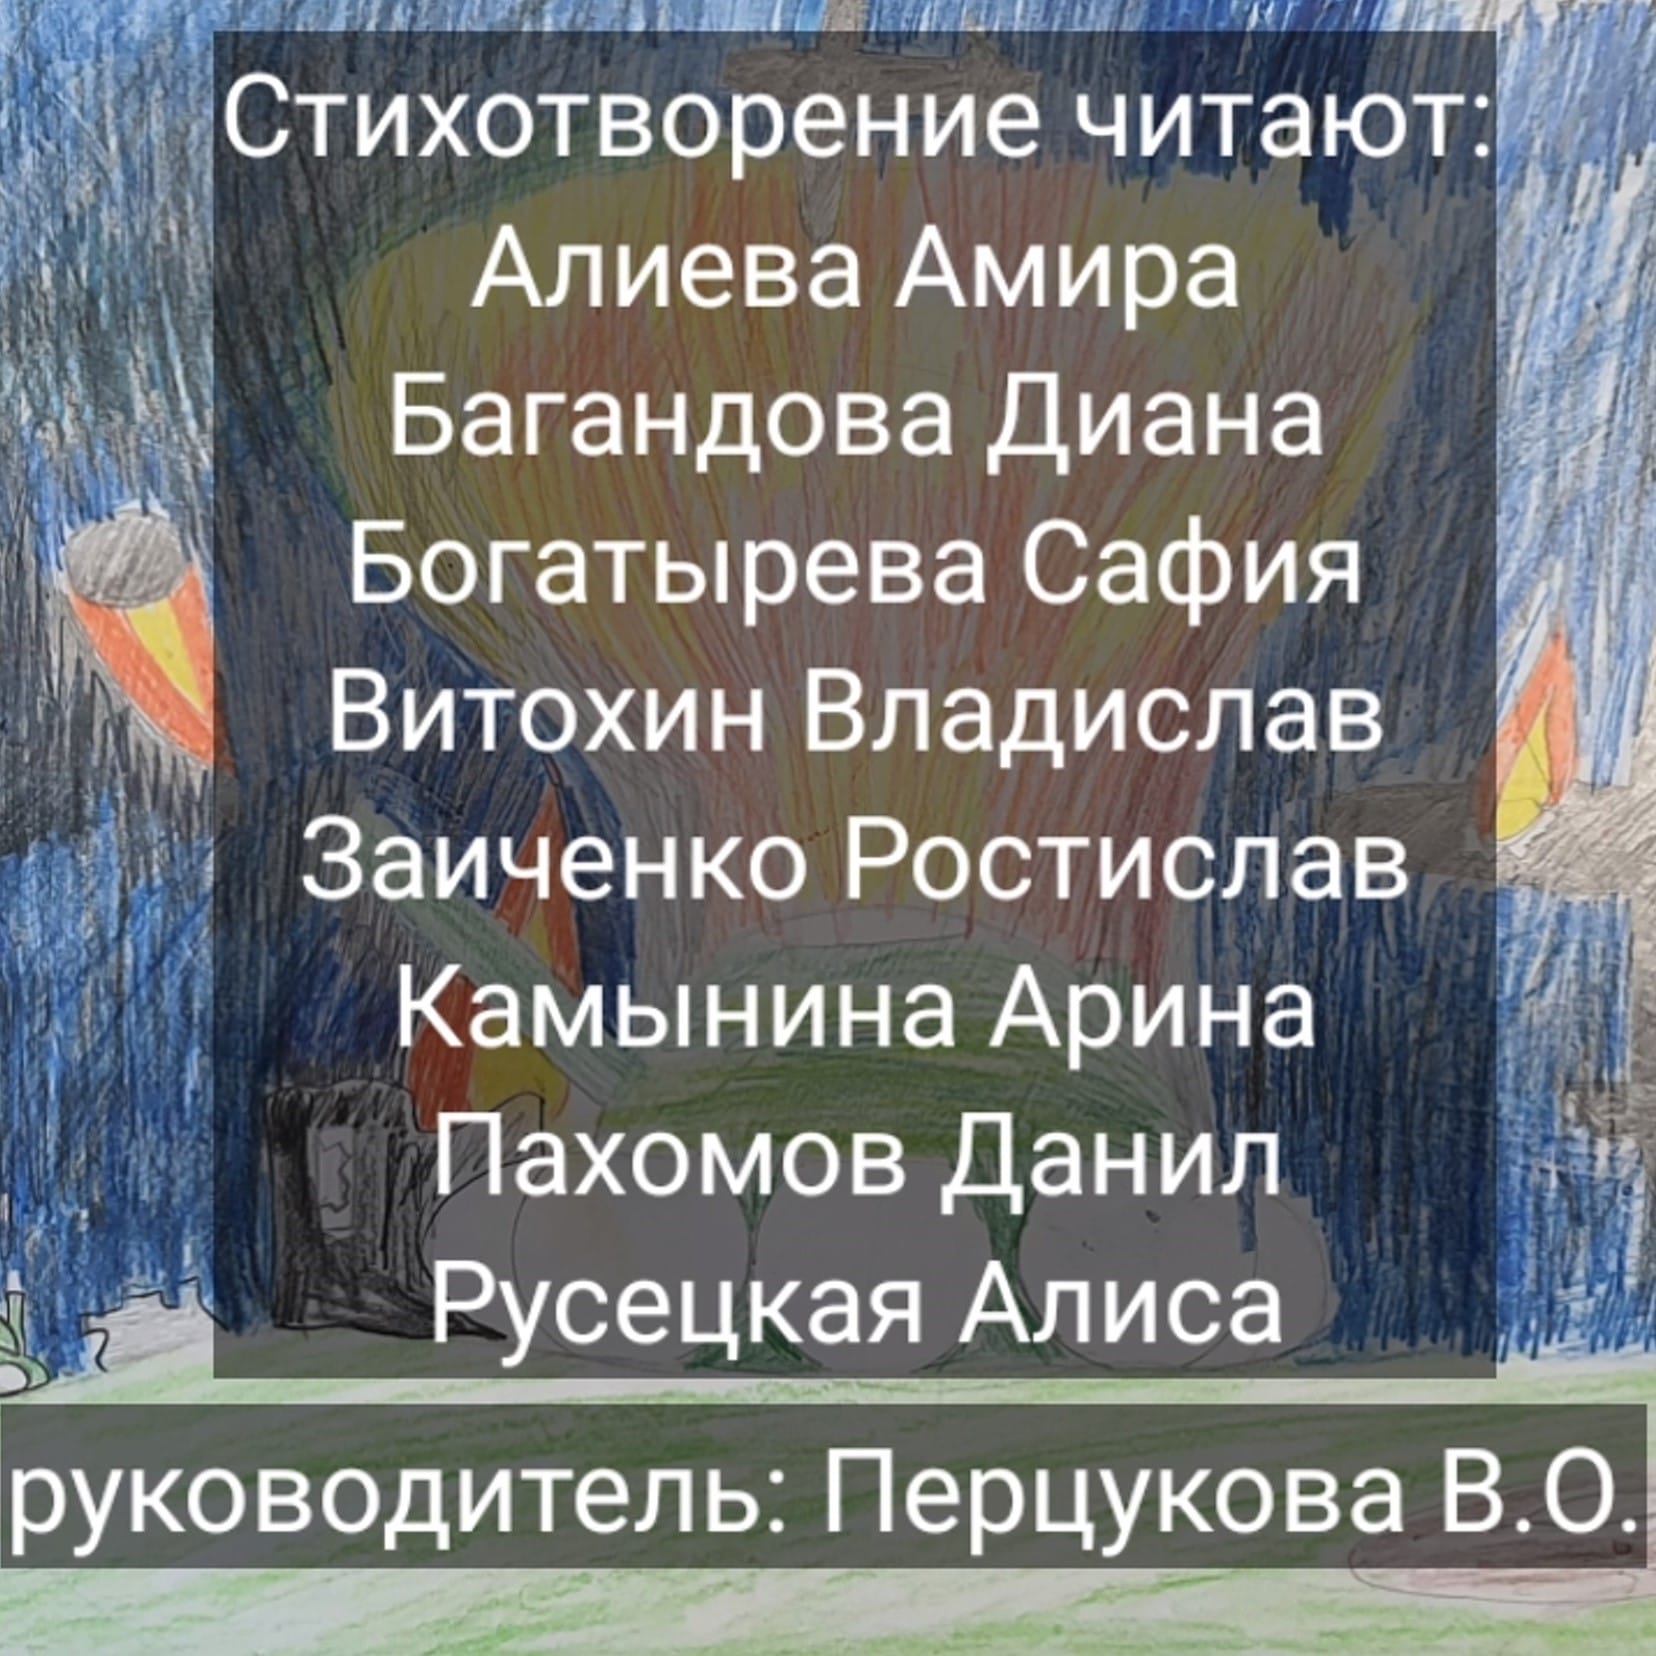 Стихотворение читают:
Алиева Амира
Багандова Диана
Богатырева Сафия
Витохин Владислав
Заиченко Ростислав
Камынина Арина
Пахомов Данил
Русецкая Алиса
руководитель: Перцукова В.О.